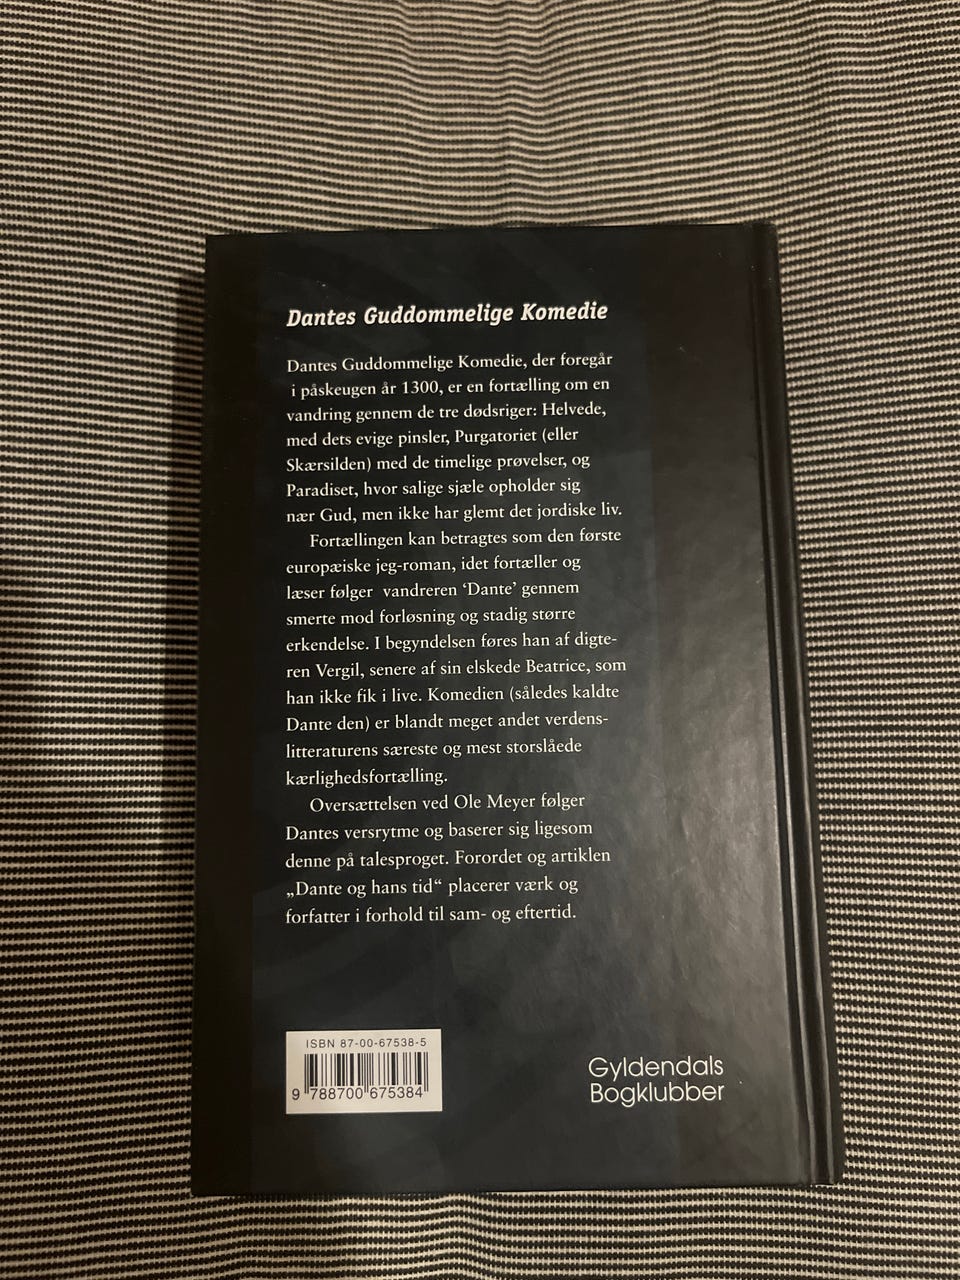 Dantes Guddommelige Komedie
Dantes Guddommelige Komedie, der foregår
i påskeugen år 1300, er en fortælling om en
vandring gennem de tre dødsriger: Helvede,
med dets evige pinsler, Purgatoriet (eller
Skærsilden) med de timelige prøvelser, og
Paradiset, hvor salige sjæle opholder sig
nær Gud, men ikke har glemt det jordiske liv.
Fortællingen kan betragtes som den første
europæiske jeg-roman, idet fortæller og
læser følger vandreren ‘Dante’ gennem
smerte mod forløsning og stadig større
erkendelse. I begyndelsen føres han af digte-
ren Vergil, senere af sin elskede Beatrice, som
han ikke fik i live. Komedien (således kaldte
Dante den) er blandt meget andet verdens-
litteraturens særeste og mest storslåede
kærlighedsfortælling.
Oversættelsen ved Ole Meyer følger
Dantes versrytme og baserer sig ligesom
denne på talesproget. Forordet og artiklen
„Dante og hans tid“ placerer værk og
forfatter i forhold til sam- og eftertid.
ISBN 87-00-67538-5
9 788700 675384
Gyldendals
Bogklubber